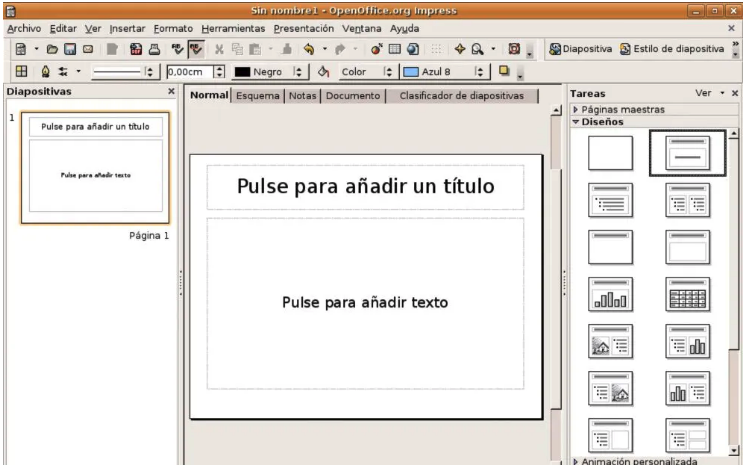 Sin nombre1 - OpenOffice.org Impress
Archivo Editar Ver Insertar Formato Herramientas Presentación Ventana Ayuda
Diapositiva Estilo de diapositiva
0,00cm Negro Color Azul 8
Diapositivas
Normal Esquema Notas Documento Clasificador de diapositivas
Tareas Ver
Páginas maestras
Diseños
1
Pulse para añadir un título
Pulse para añadir texto
Página 1
Pulse para añadir un título
Pulse para añadir texto
Animación personalizada